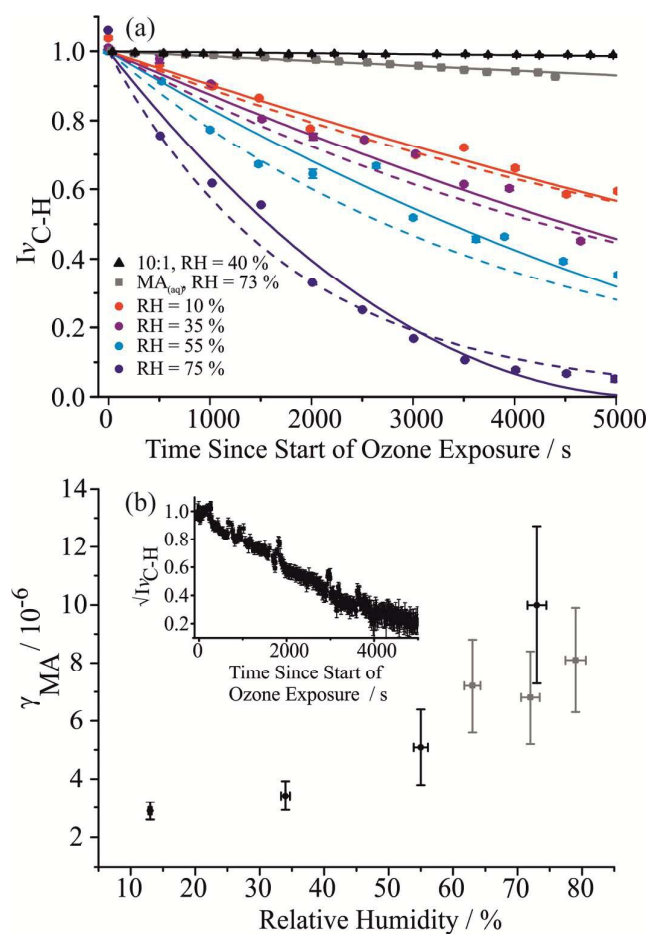 (a)
1.0
0.8
0.6
0.4
0.2
0.0
IνC-H
10:1, RH = 40 %
MA(aq), RH = 73 %
RH = 10 %
RH = 35 %
RH = 55 %
RH = 75 %
0 1000 2000 3000 4000 5000
Time Since Start of Ozone Exposure / s
(b)
14
12
10
8
6
4
2
γMA / 10-6
1.0
0.8
0.6
0.4
0.2
√IνC-H
0 2000 4000
Time Since Start of
Ozone Exposure / s
10 20 30 40 50 60 70 80
Relative Humidity / %